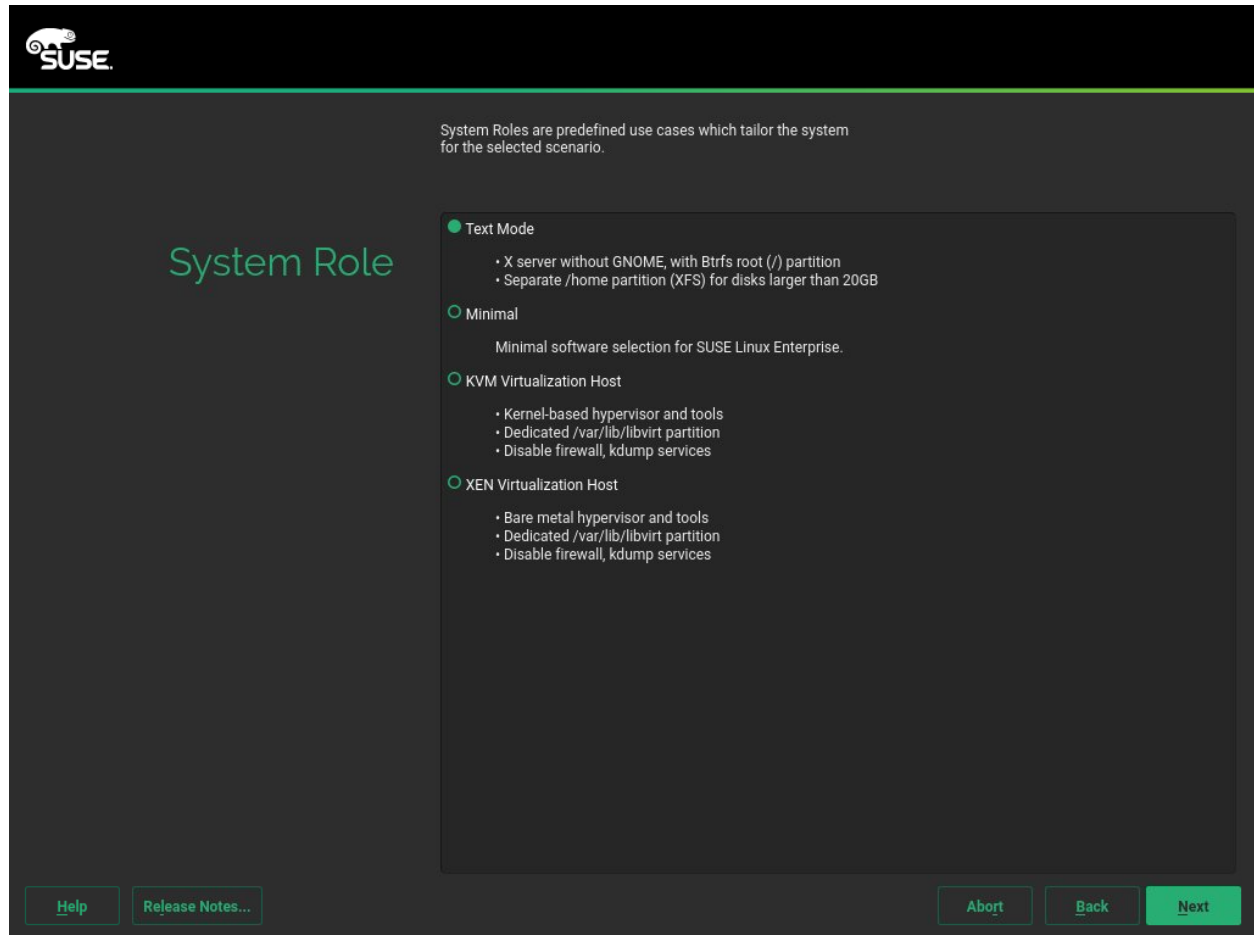 SUSE.
System Roles are predefined use cases which tailor the system
for the selected scenario.
System Role
Text Mode
• X server without GNOME, with Btrfs root (/) partition
• Separate /home partition (XFS) for disks larger than 20GB
Minimal
Minimal software selection for SUSE Linux Enterprise.
KVM Virtualization Host
• Kernel-based hypervisor and tools
• Dedicated /var/lib/libvirt partition
• Disable firewall, kdump services
XEN Virtualization Host
• Bare metal hypervisor and tools
• Dedicated /var/lib/libvirt partition
• Disable firewall, kdump services
Help
Release Notes...
Abort
Back
Next